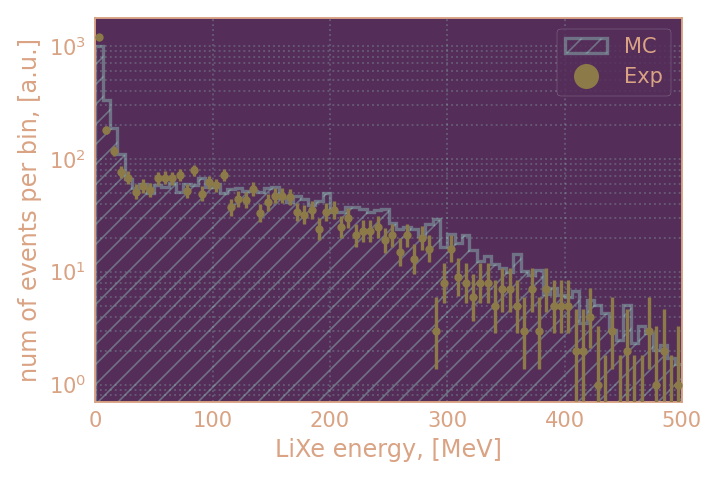 num of events per bin, [a.u.]
10³
10²
10¹
10⁰
MC
Exp
0 100 200 300 400 500
LiXe energy, [MeV]